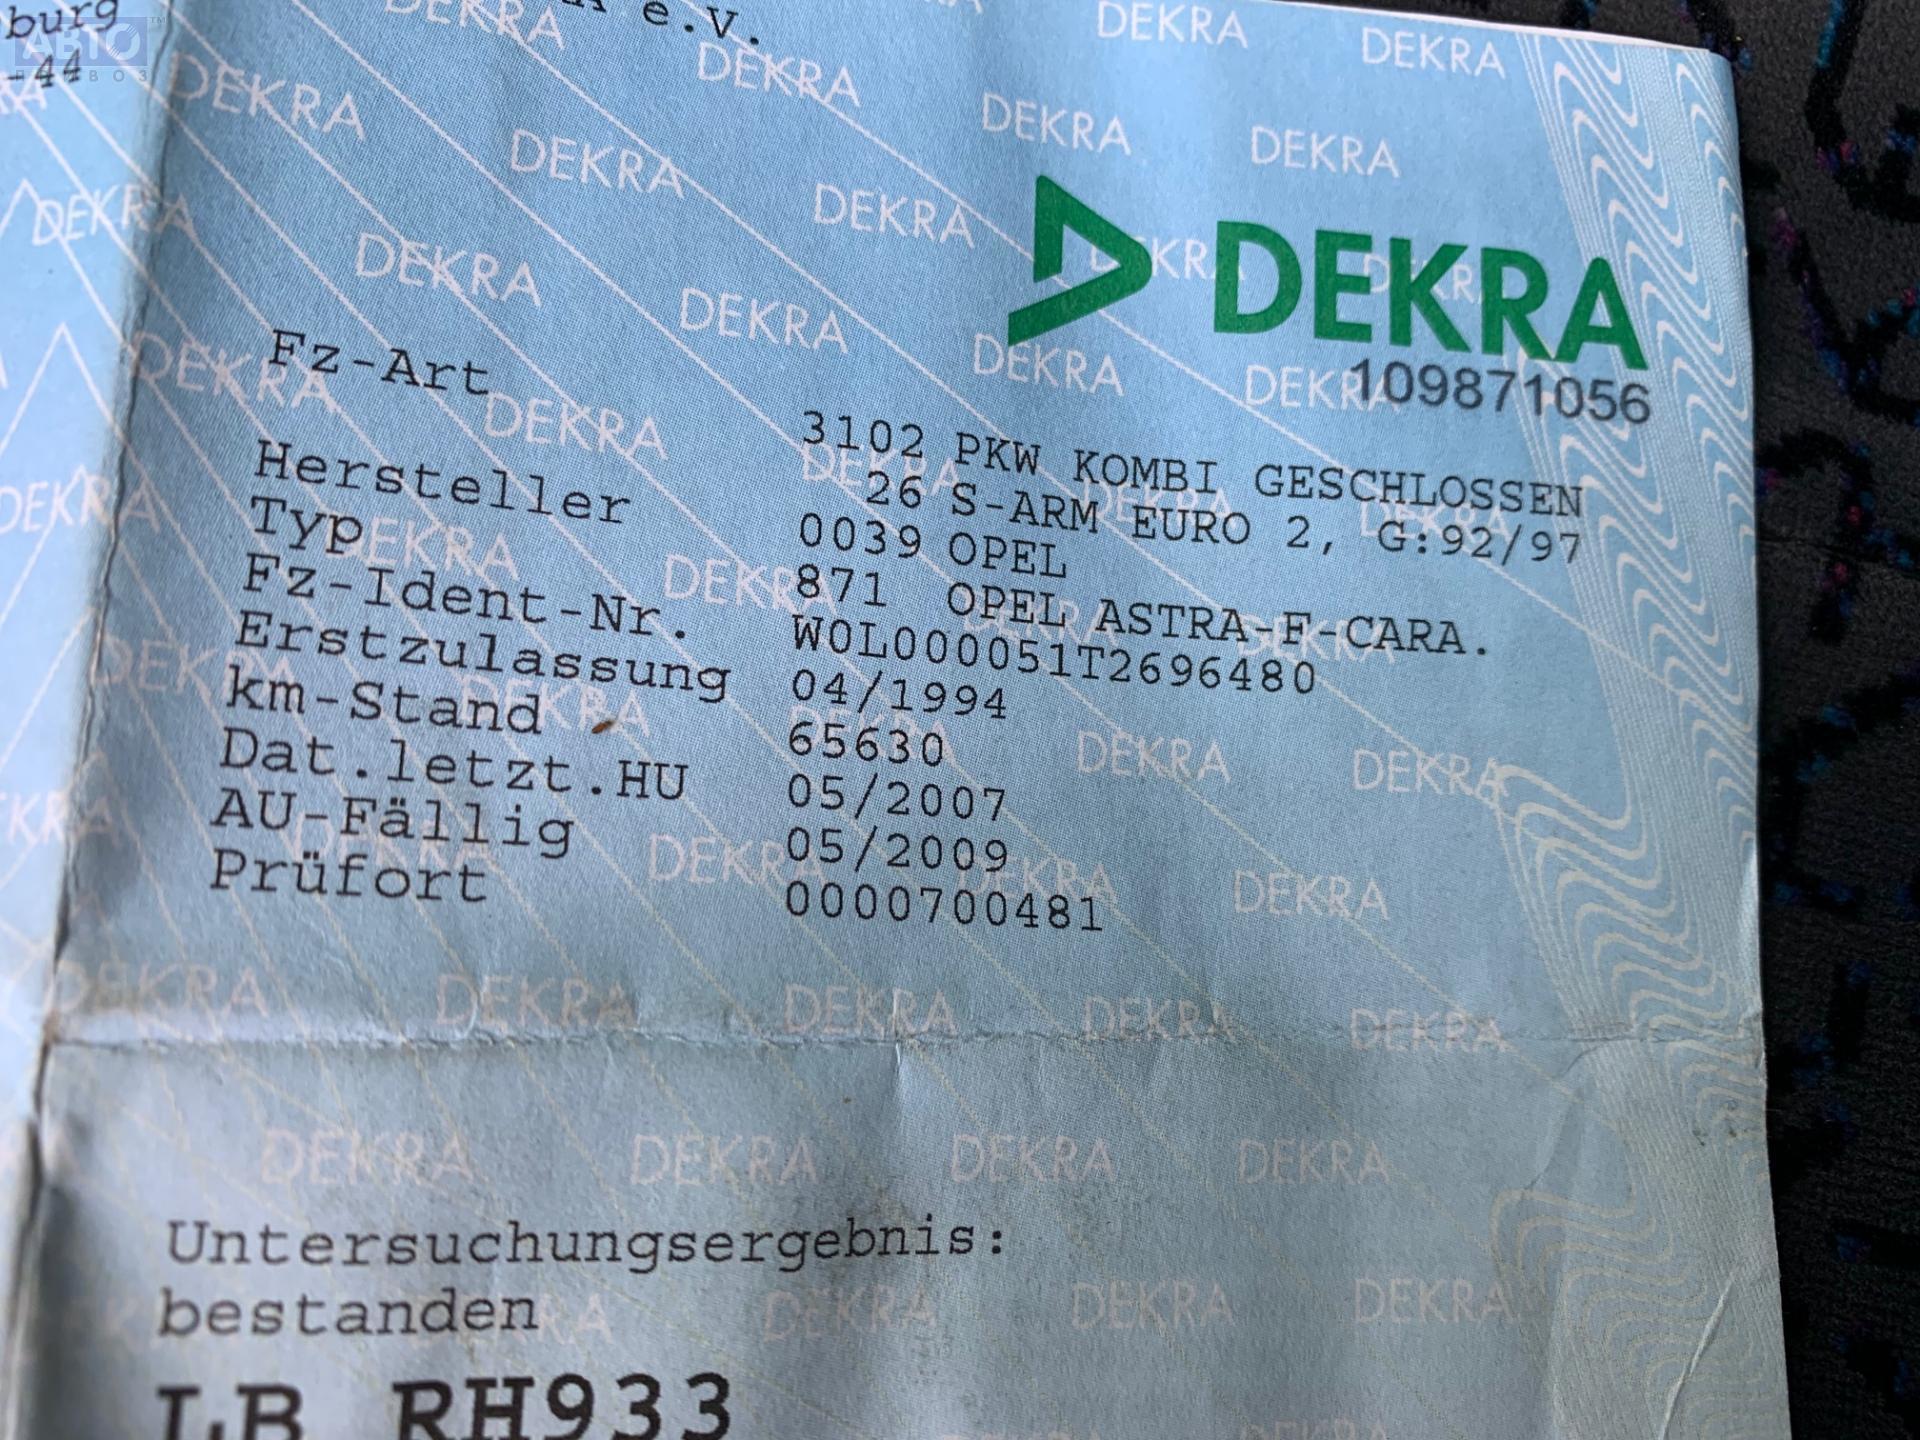 burg
44
АВТО
ПРИВОЗ
e.V.
DEKRA
109871056
Fz-Art 3102 PKW KOMBI GESCHLOSSEN
26 S-ARM EURO 2, G:92/97
Hersteller 0039 OPEL
Typ 871 OPEL ASTRA-F-CARA.
Fz-Ident-Nr. W0L000051T2696480
Erstzulassung 04/1994
km-Stand 65630
Dat.letzt.HU 05/2007
AU-Fällig 05/2009
Prüfort 0000700481
Untersuchungsergebnis:
bestanden
LB RH933